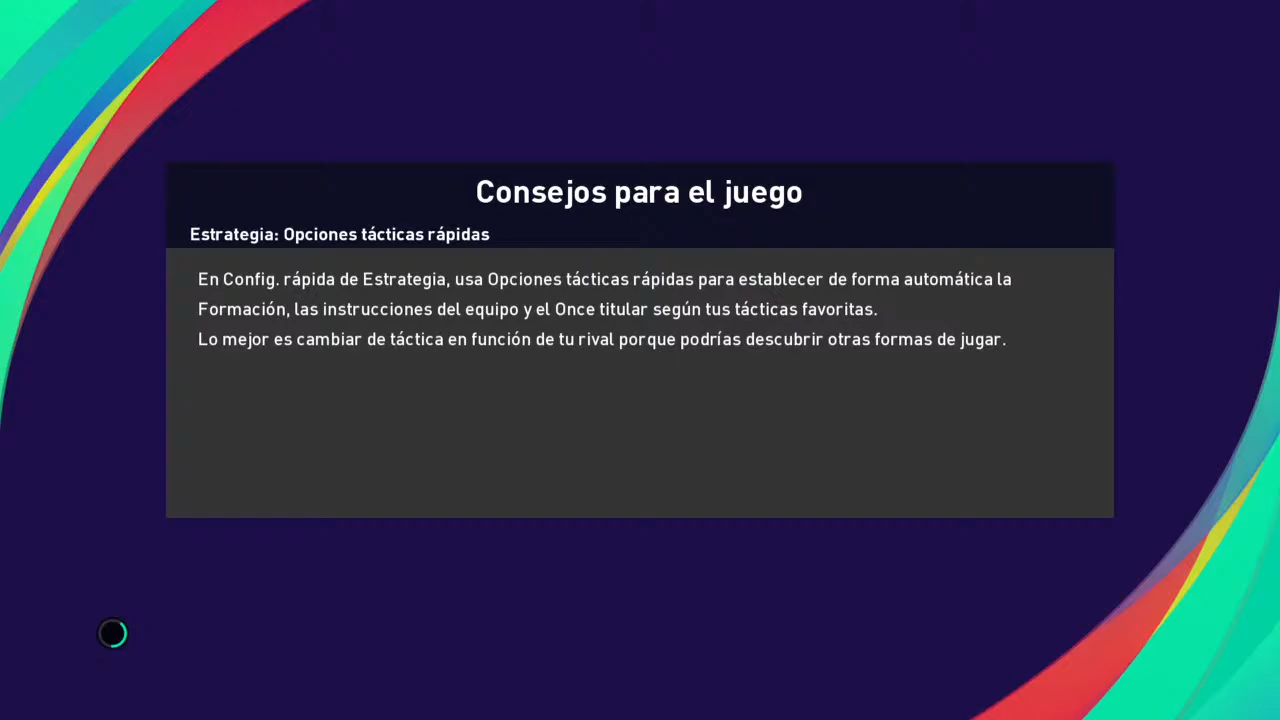 Consejos para el juego
Estrategia: Opciones tácticas rápidas
En Config. rápida de Estrategia, usa Opciones tácticas rápidas para establecer de forma automática la
Formación, las instrucciones del equipo y el Once titular según tus tácticas favoritas.
Lo mejor es cambiar de táctica en función de tu rival porque podrías descubrir otras formas de jugar.